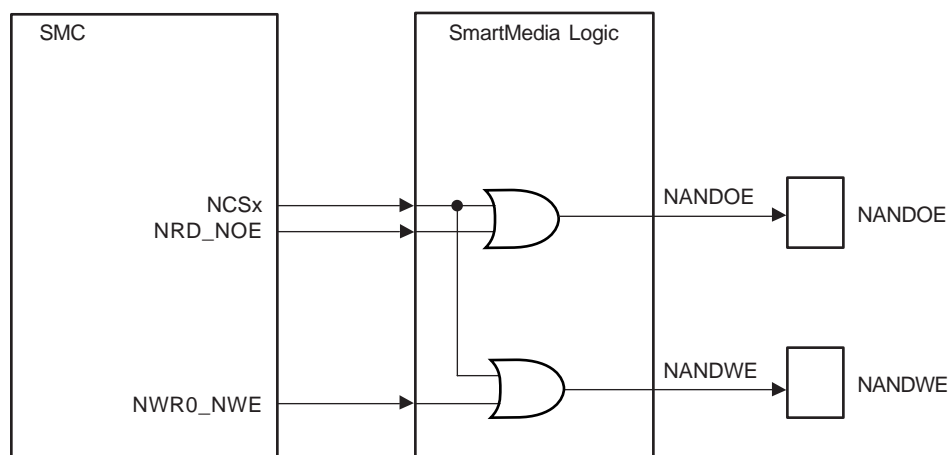 SMC
SmartMedia Logic
NCSx
NRD_NOE
NANDOE
NANDOE
NWR0_NWE
NANDWE
NANDWE